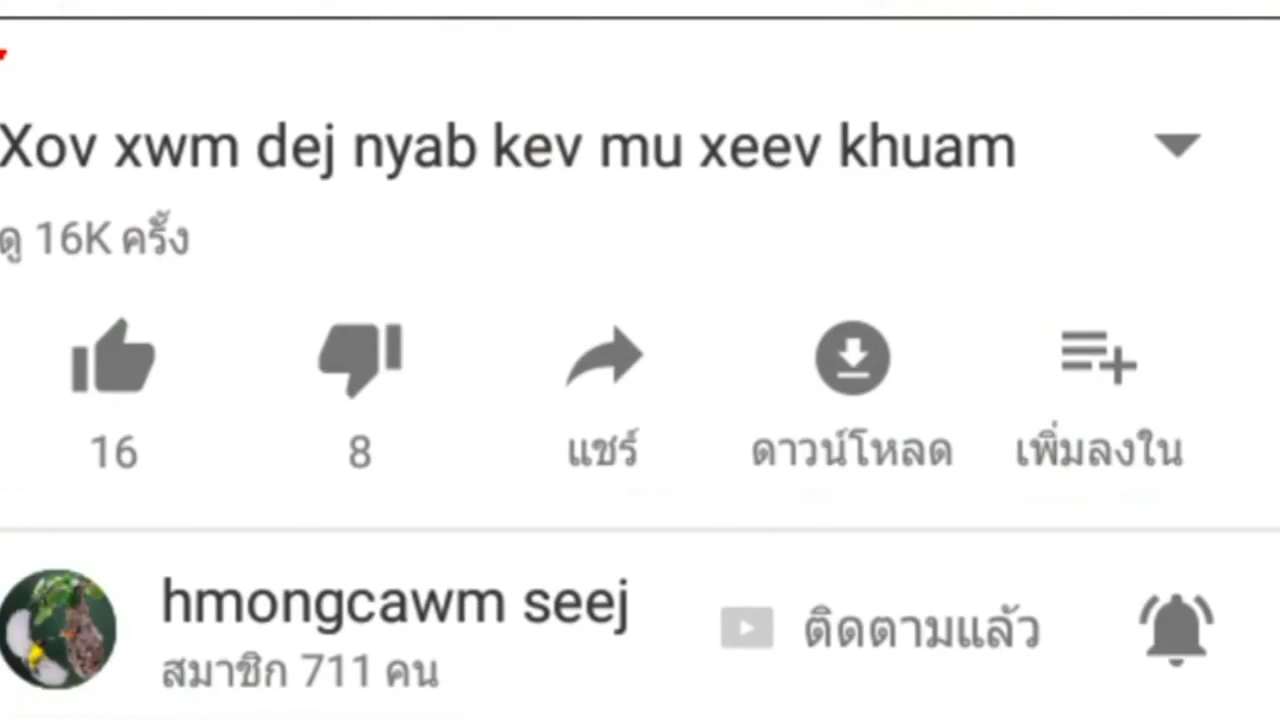 Xov xwm dej nyab kev mu xeev khuam
ดู 16K ครั้ง
16 8 แชร์ ดาวน์โหลด เพิ่มลงใน
hmongcawm seej ติดตามแล้ว
สมาชิก 711 คน